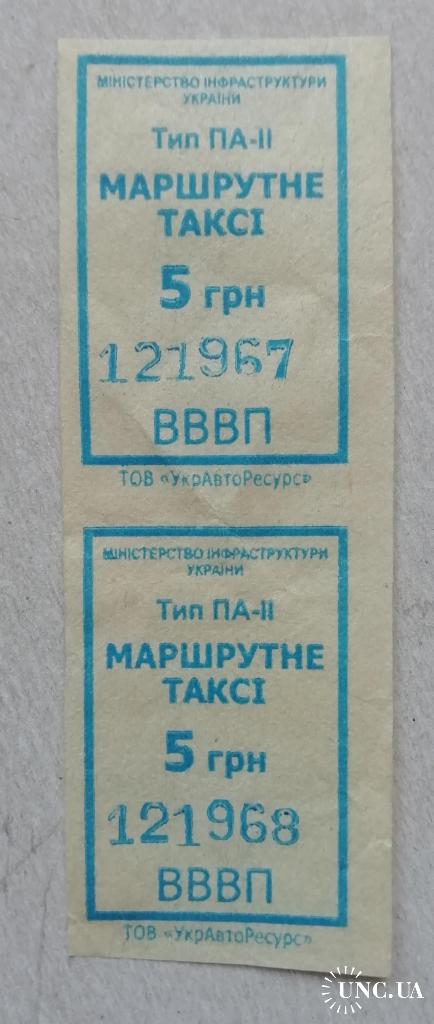 МІНІСТЕРСТВО ІНФРАСТРУКТУРИ
УКРАЇНИ
Тип ПА-ІІ
МАРШРУТНЕ
ТАКСІ
5 грн
121967
ВВВП
ТОВ «УкрАвтоРесурс»
МІНІСТЕРСТВО ІНФРАСТРУКТУРИ
УКРАЇНИ
Тип ПА-ІІ
МАРШРУТНЕ
ТАКСІ
5 грн
121968
ВВВП
ТОВ «УкрАвтоРесурс»
UNC.UA